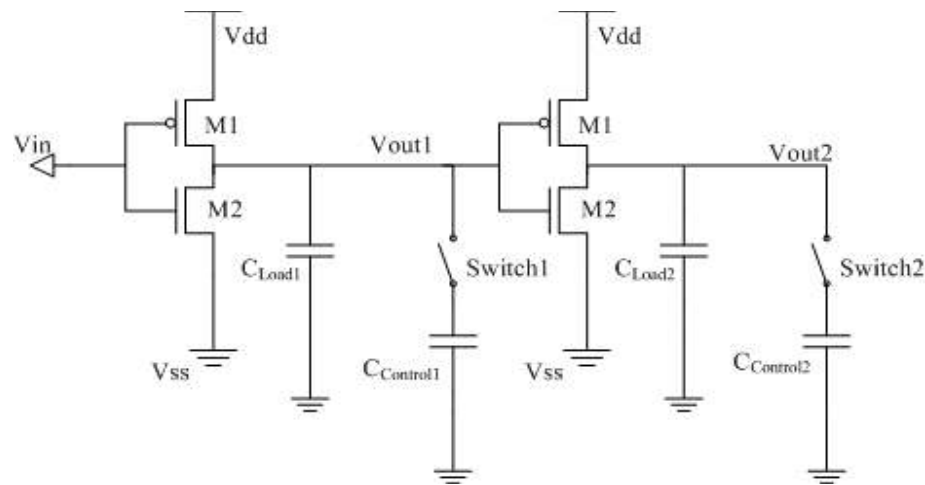 Vdd
Vdd
M1
M1
Vin
Vout1
Vout2
M2
M2
CLoad1
Switch1
CLoad2
Switch2
Vss
CControl1
Vss
CControl2